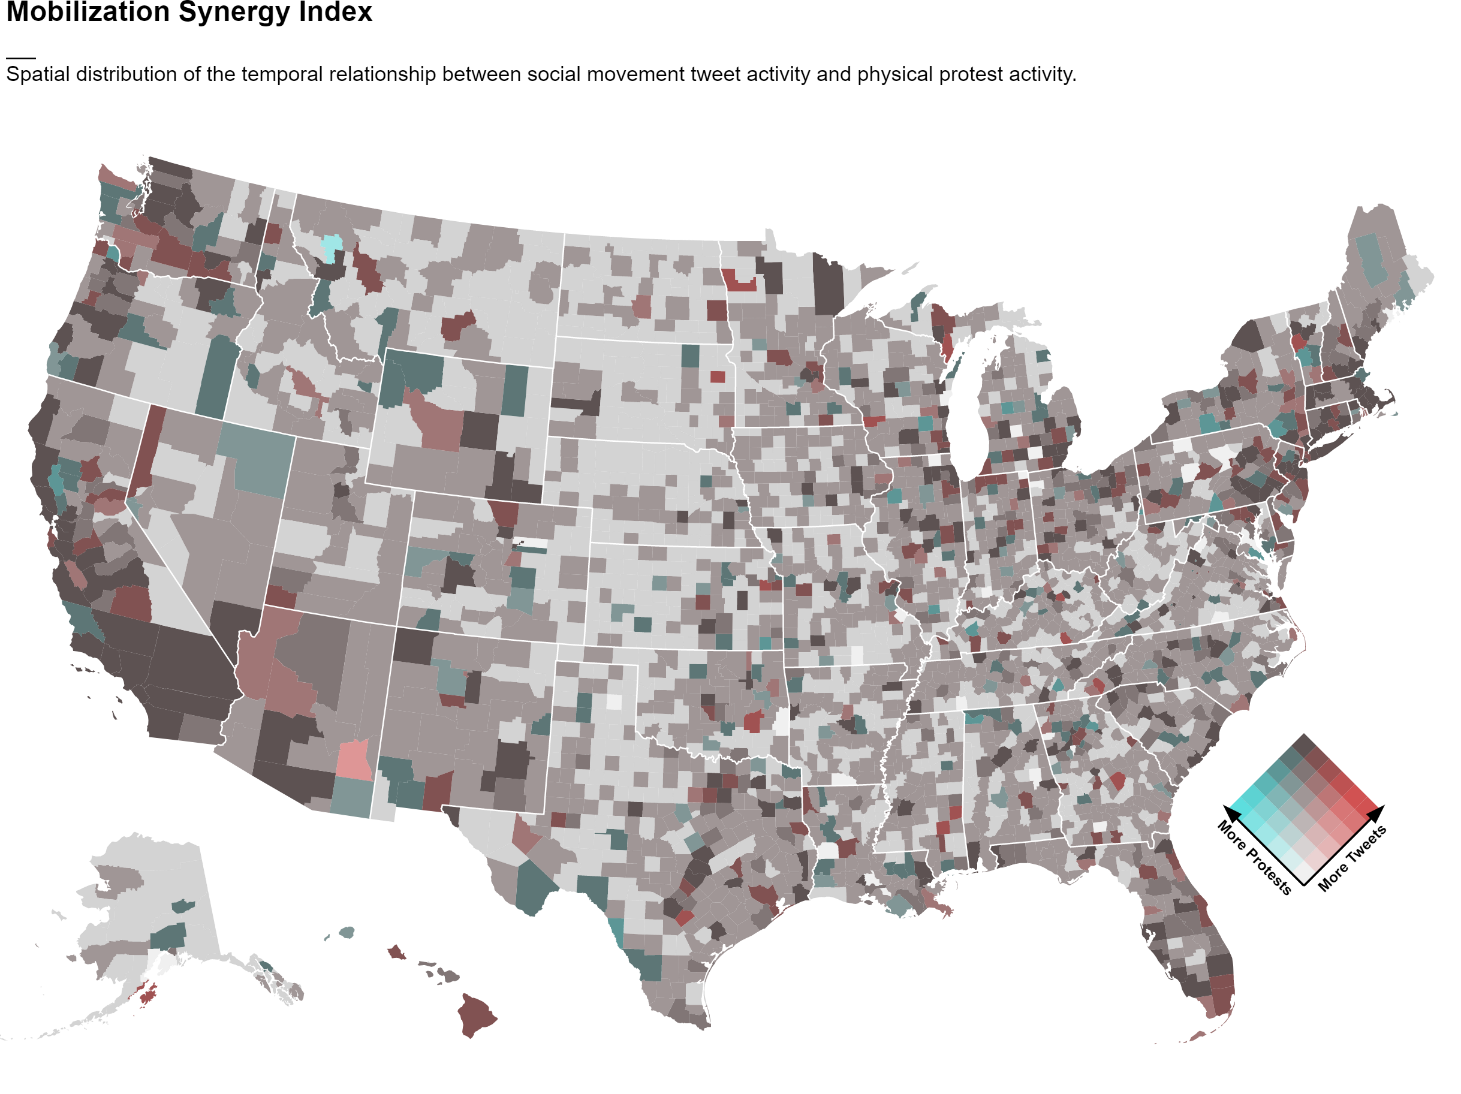 Mobilization Synergy Index
Spatial distribution of the temporal relationship between social movement tweet activity and physical protest activity.
More Protests
More Tweets